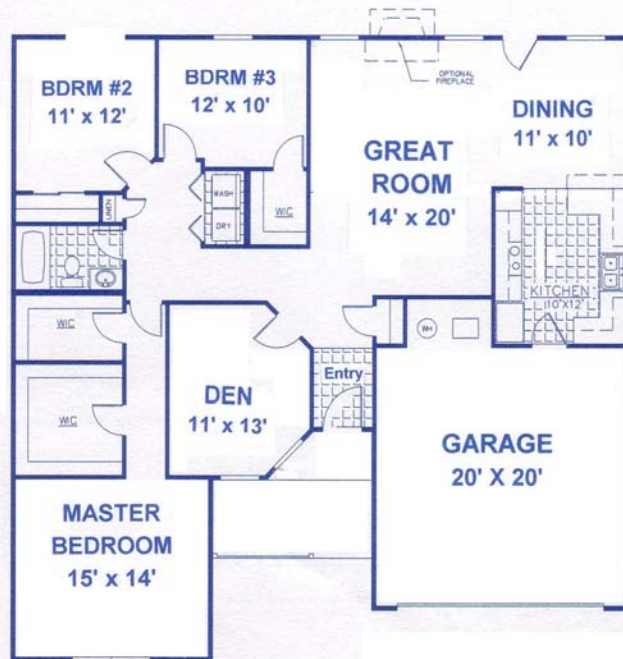 BDRM #2
11' x 12'
BDRM #3
12' x 10'
OPTIONAL
FIREPLACE
DINING
11' x 10'
GREAT
ROOM
14' x 20'
LINEN
WASH
DRY
WIC
KITCHEN
10'X12'
WIC
WH
Entry
DEN
11' x 13'
WIC
GARAGE
20' X 20'
MASTER
BEDROOM
15' x 14'